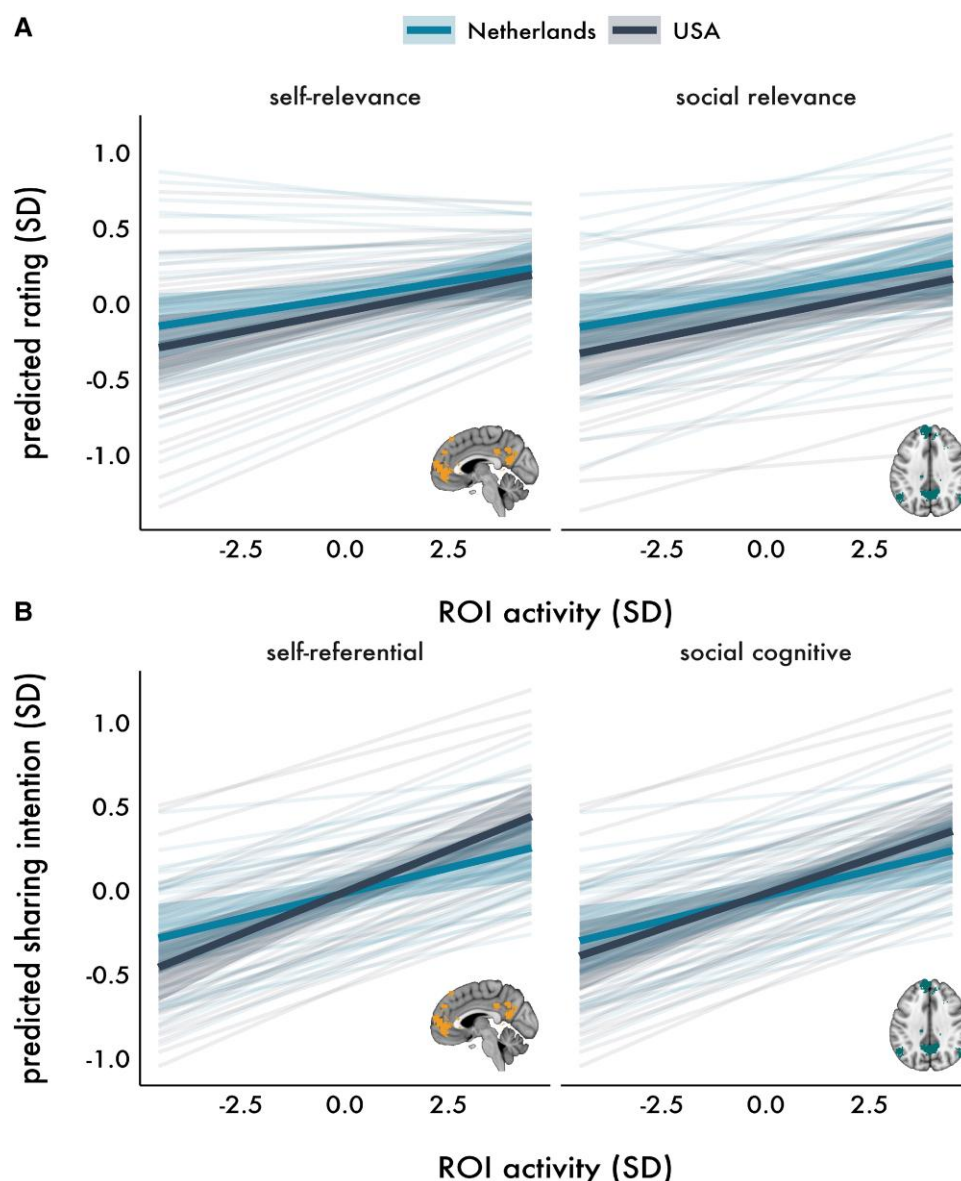 A
Netherlands USA
self-relevance social relevance
predicted rating (SD)
1.0
0.5
0.0
-0.5
-1.0
-2.5 0.0 2.5 -2.5 0.0 2.5
ROI activity (SD)
B
self-referential social cognitive
predicted sharing intention (SD)
1.0
0.5
0.0
-0.5
-1.0
-2.5 0.0 2.5 -2.5 0.0 2.5
ROI activity (SD)